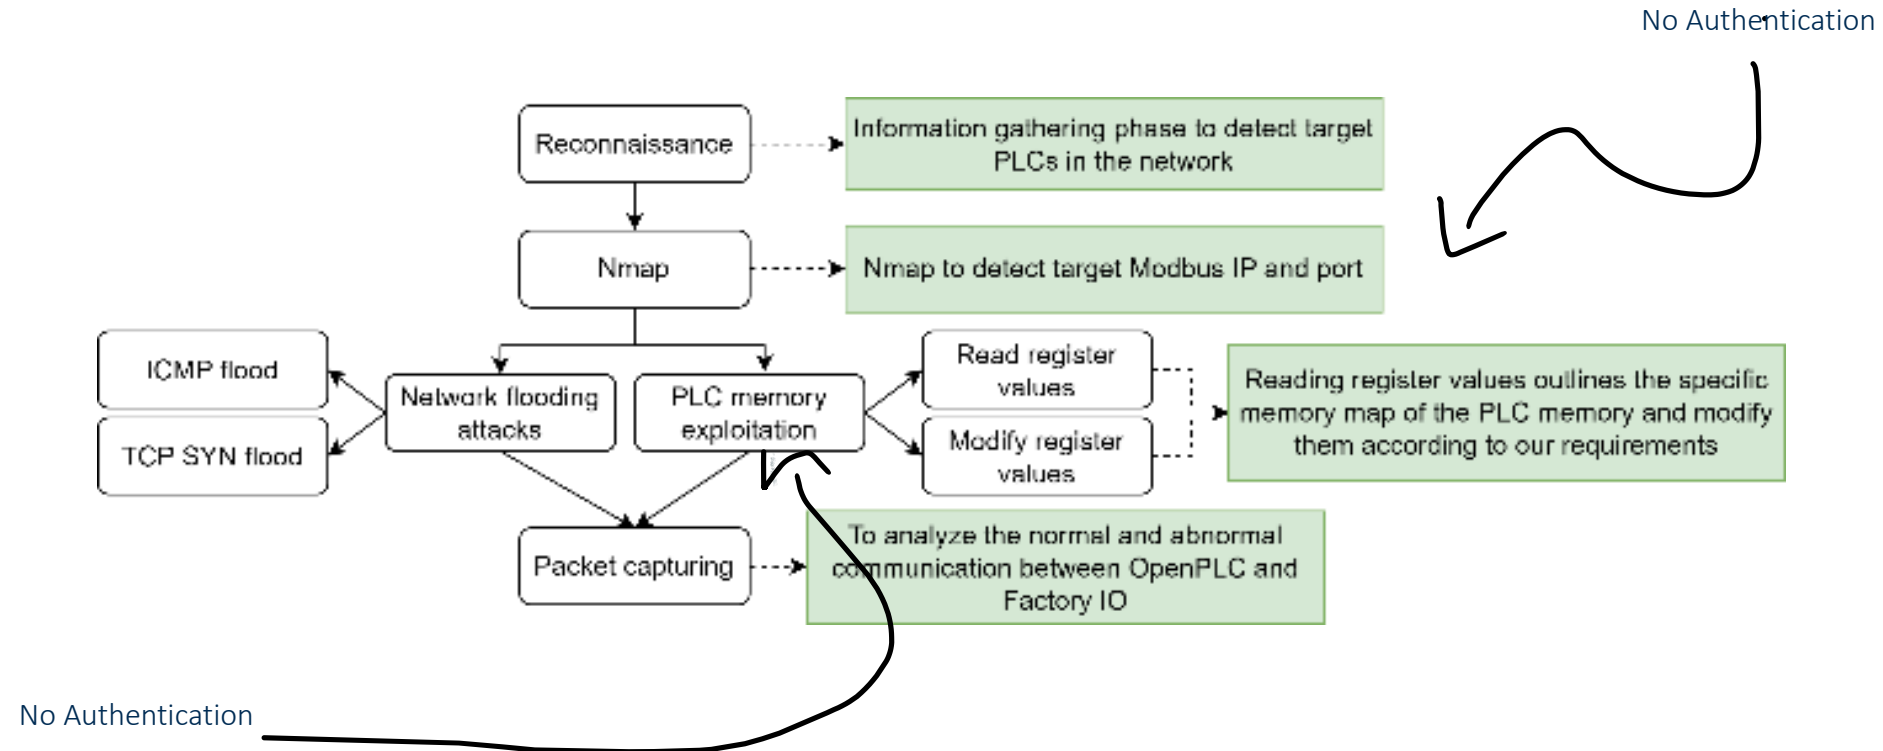 No Authentication
Reconnaissance
Information gathering phase to detect target
PLCs in the network
Nmap
Nmap to detect target Modbus IP and port
ICMP flood
TCP SYN flood
Network flooding
attacks
PLC memory
exploitation
Read register
values
Modify register
values
Reading register values outlines the specific
memory map of the PLC memory and modify
them according to our requirements
Packet capturing
To analyze the normal and abnormal
communication between OpenPLC and
Factory IO
No Authentication